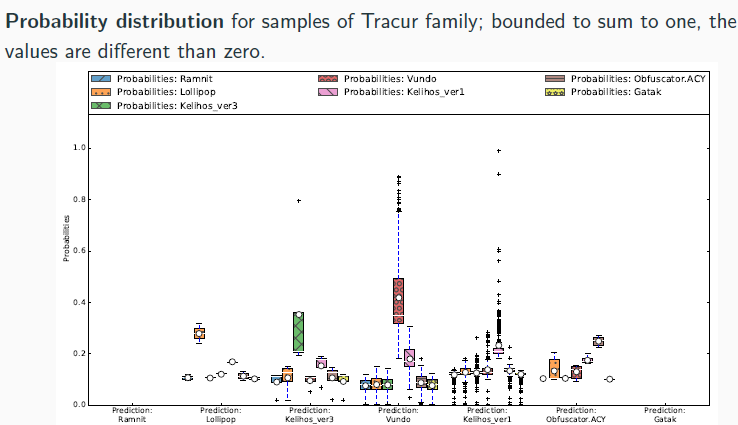 Probability distribution for samples of Tracur family; bounded to sum to one, the
values are different than zero.
Probabilities: Ramnit
Probabilities: Vundo
Probabilities: Obfuscator.ACY
Probabilities: Lollipop
Probabilities: Kelihos_ver1
Probabilities: Gatak
Probabilities: Kelihos_ver3
Probabilities
1.0
0.8
0.6
0.4
0.2
0.0
Prediction:
Ramnit
Prediction:
Lollipop
Prediction:
Kelihos_ver3
Prediction:
Vundo
Prediction:
Kelihos_ver1
Prediction:
Obfuscator.ACY
Prediction:
Gatak